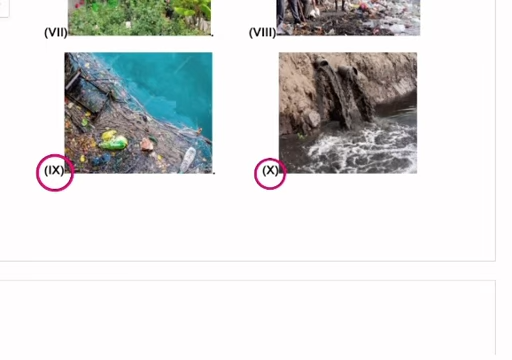 (VII) . (VIII)
(IX) . (X)